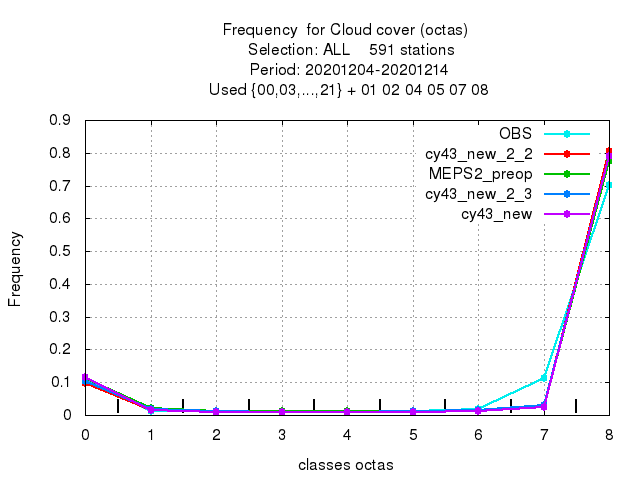 Frequency  for Cloud cover (octas)
Selection: ALL    591 stations
Period: 20201204-20201214
Used {00,03,...,21} + 01 02 04 05 07 08
0.9
0.8
0.7
0.6
0.5
0.4
0.3
0.2
0.1
0
Frequency
OBS
cy43_new_2_2
MEPS2_preop
cy43_new_2_3
cy43_new
0 1 2 3 4 5 6 7 8
classes octas